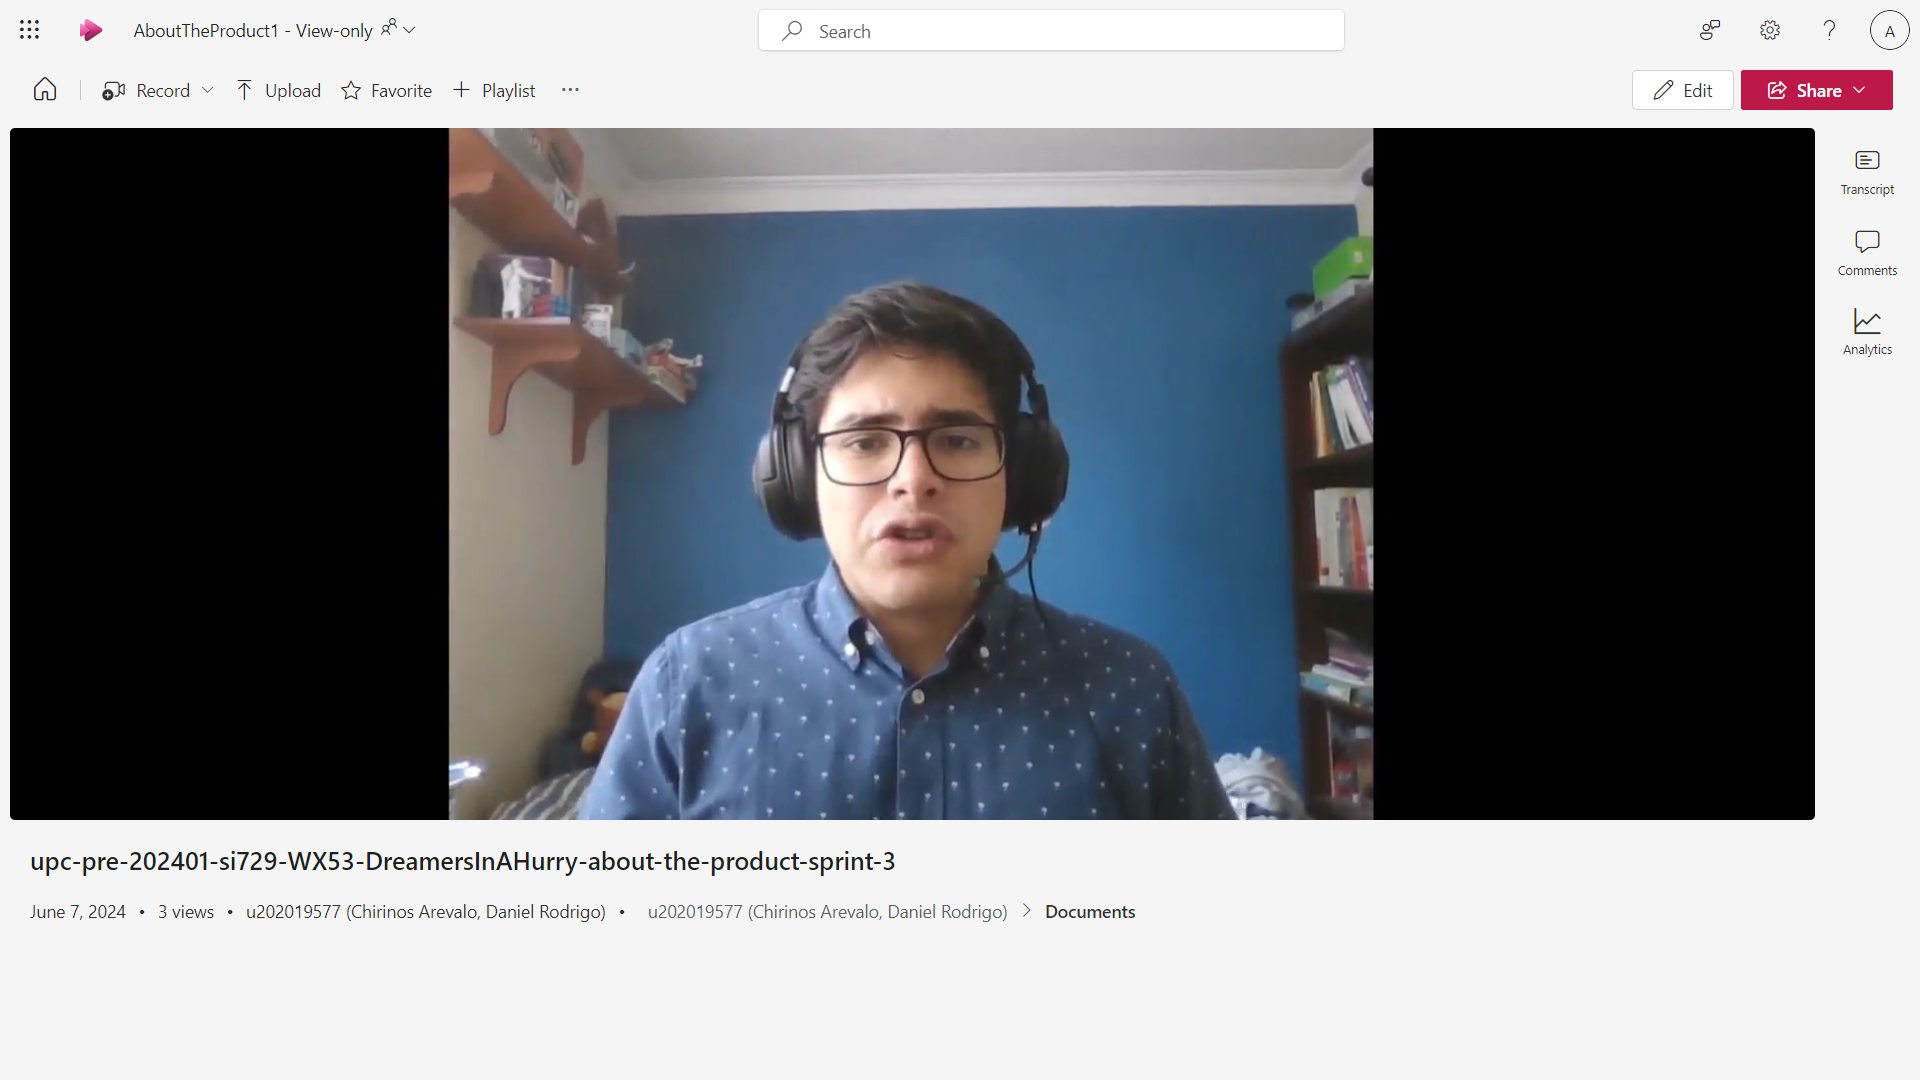 AboutTheProduct1 - View-only
Search
A
Record
Upload
Favorite
Playlist
Edit
Share
Transcript
Comments
Analytics
upc-pre-202401-si729-WX53-DreamersInAHurry-about-the-product-sprint-3
June 7, 2024 • 3 views • u202019577 (Chirinos Arevalo, Daniel Rodrigo) • u202019577 (Chirinos Arevalo, Daniel Rodrigo) > Documents